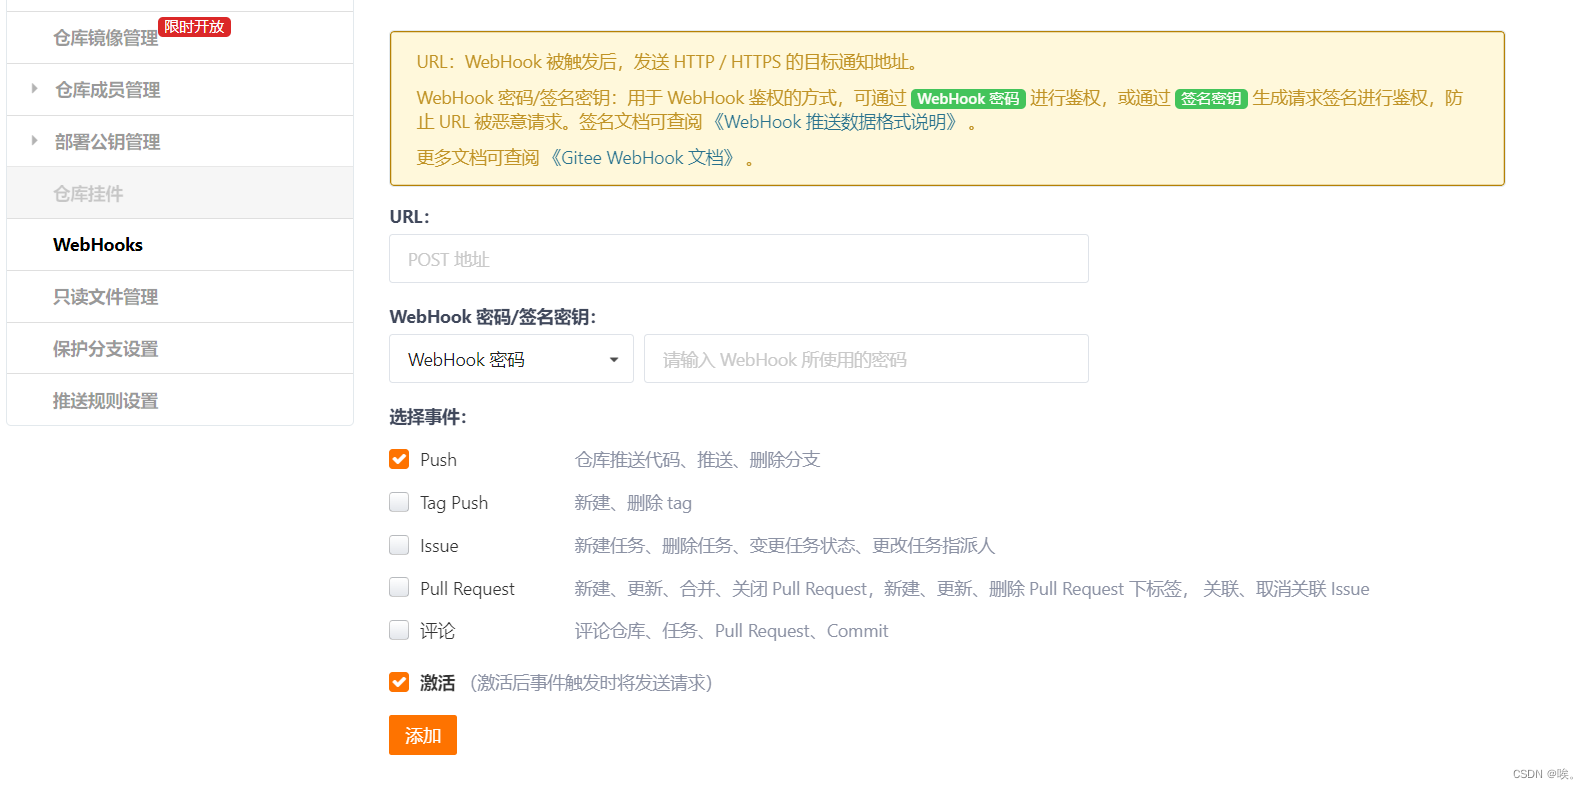 仓库镜像管理
限时开放
仓库成员管理
部署公钥管理
仓库挂件
WebHooks
只读文件管理
保护分支设置
推送规则设置
URL：WebHook 被触发后，发送 HTTP / HTTPS 的目标通知地址。
WebHook 密码/签名密钥：用于 WebHook 鉴权的方式，可通过 WebHook 密码 进行鉴权，或通过 签名密钥 生成请求签名进行鉴权，防
止 URL 被恶意请求。签名文档可查阅 《WebHook 推送数据格式说明》 。
更多文档可查阅 《Gitee WebHook 文档》 。
URL：
POST 地址
WebHook 密码/签名密钥：
WebHook 密码 请输入 WebHook 所使用的密码
选择事件：
Push 仓库推送代码、推送、删除分支
Tag Push 新建、删除 tag
Issue 新建任务、删除任务、变更任务状态、更改任务指派人
Pull Request 新建、更新、合并、关闭 Pull Request，新建、更新、删除 Pull Request 下标签， 关联、取消关联 Issue
评论 评论仓库、任务、Pull Request、Commit
激活 （激活后事件触发时将发送请求）
添加
CSDN @唉。